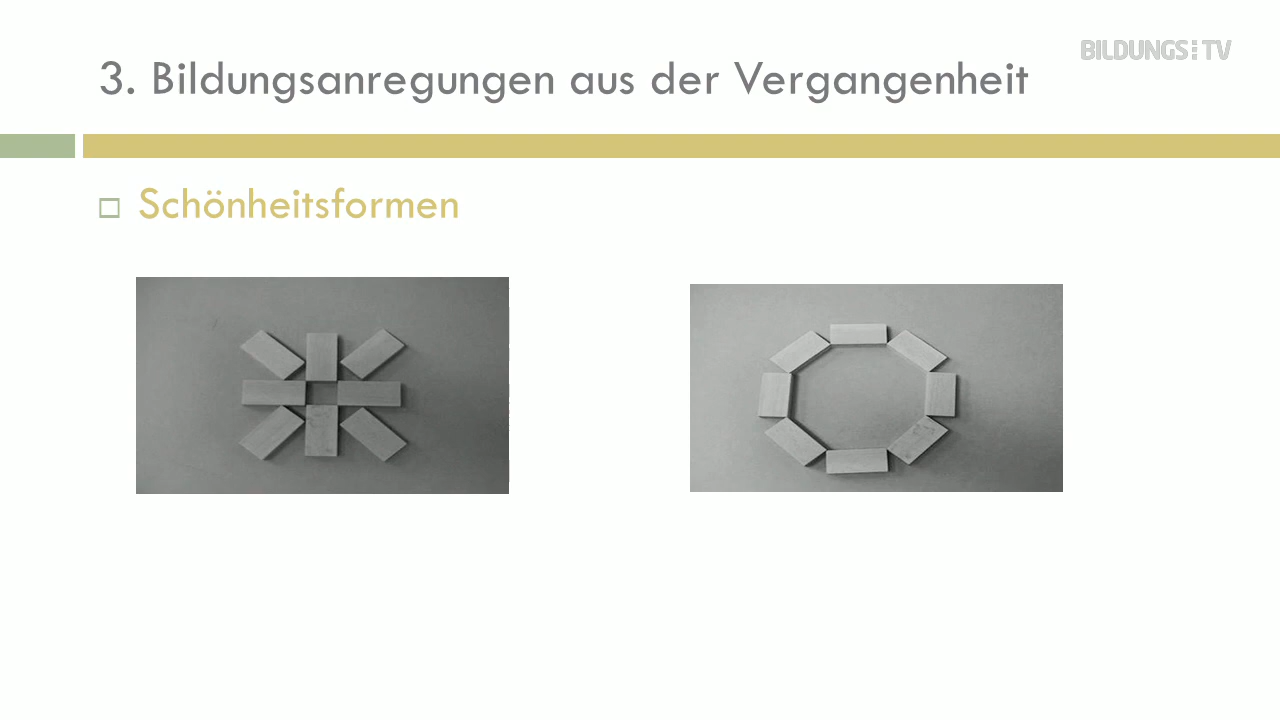 BILDUNGS TV
3. Bildungsanregungen aus der Vergangenheit
Schönheitsformen